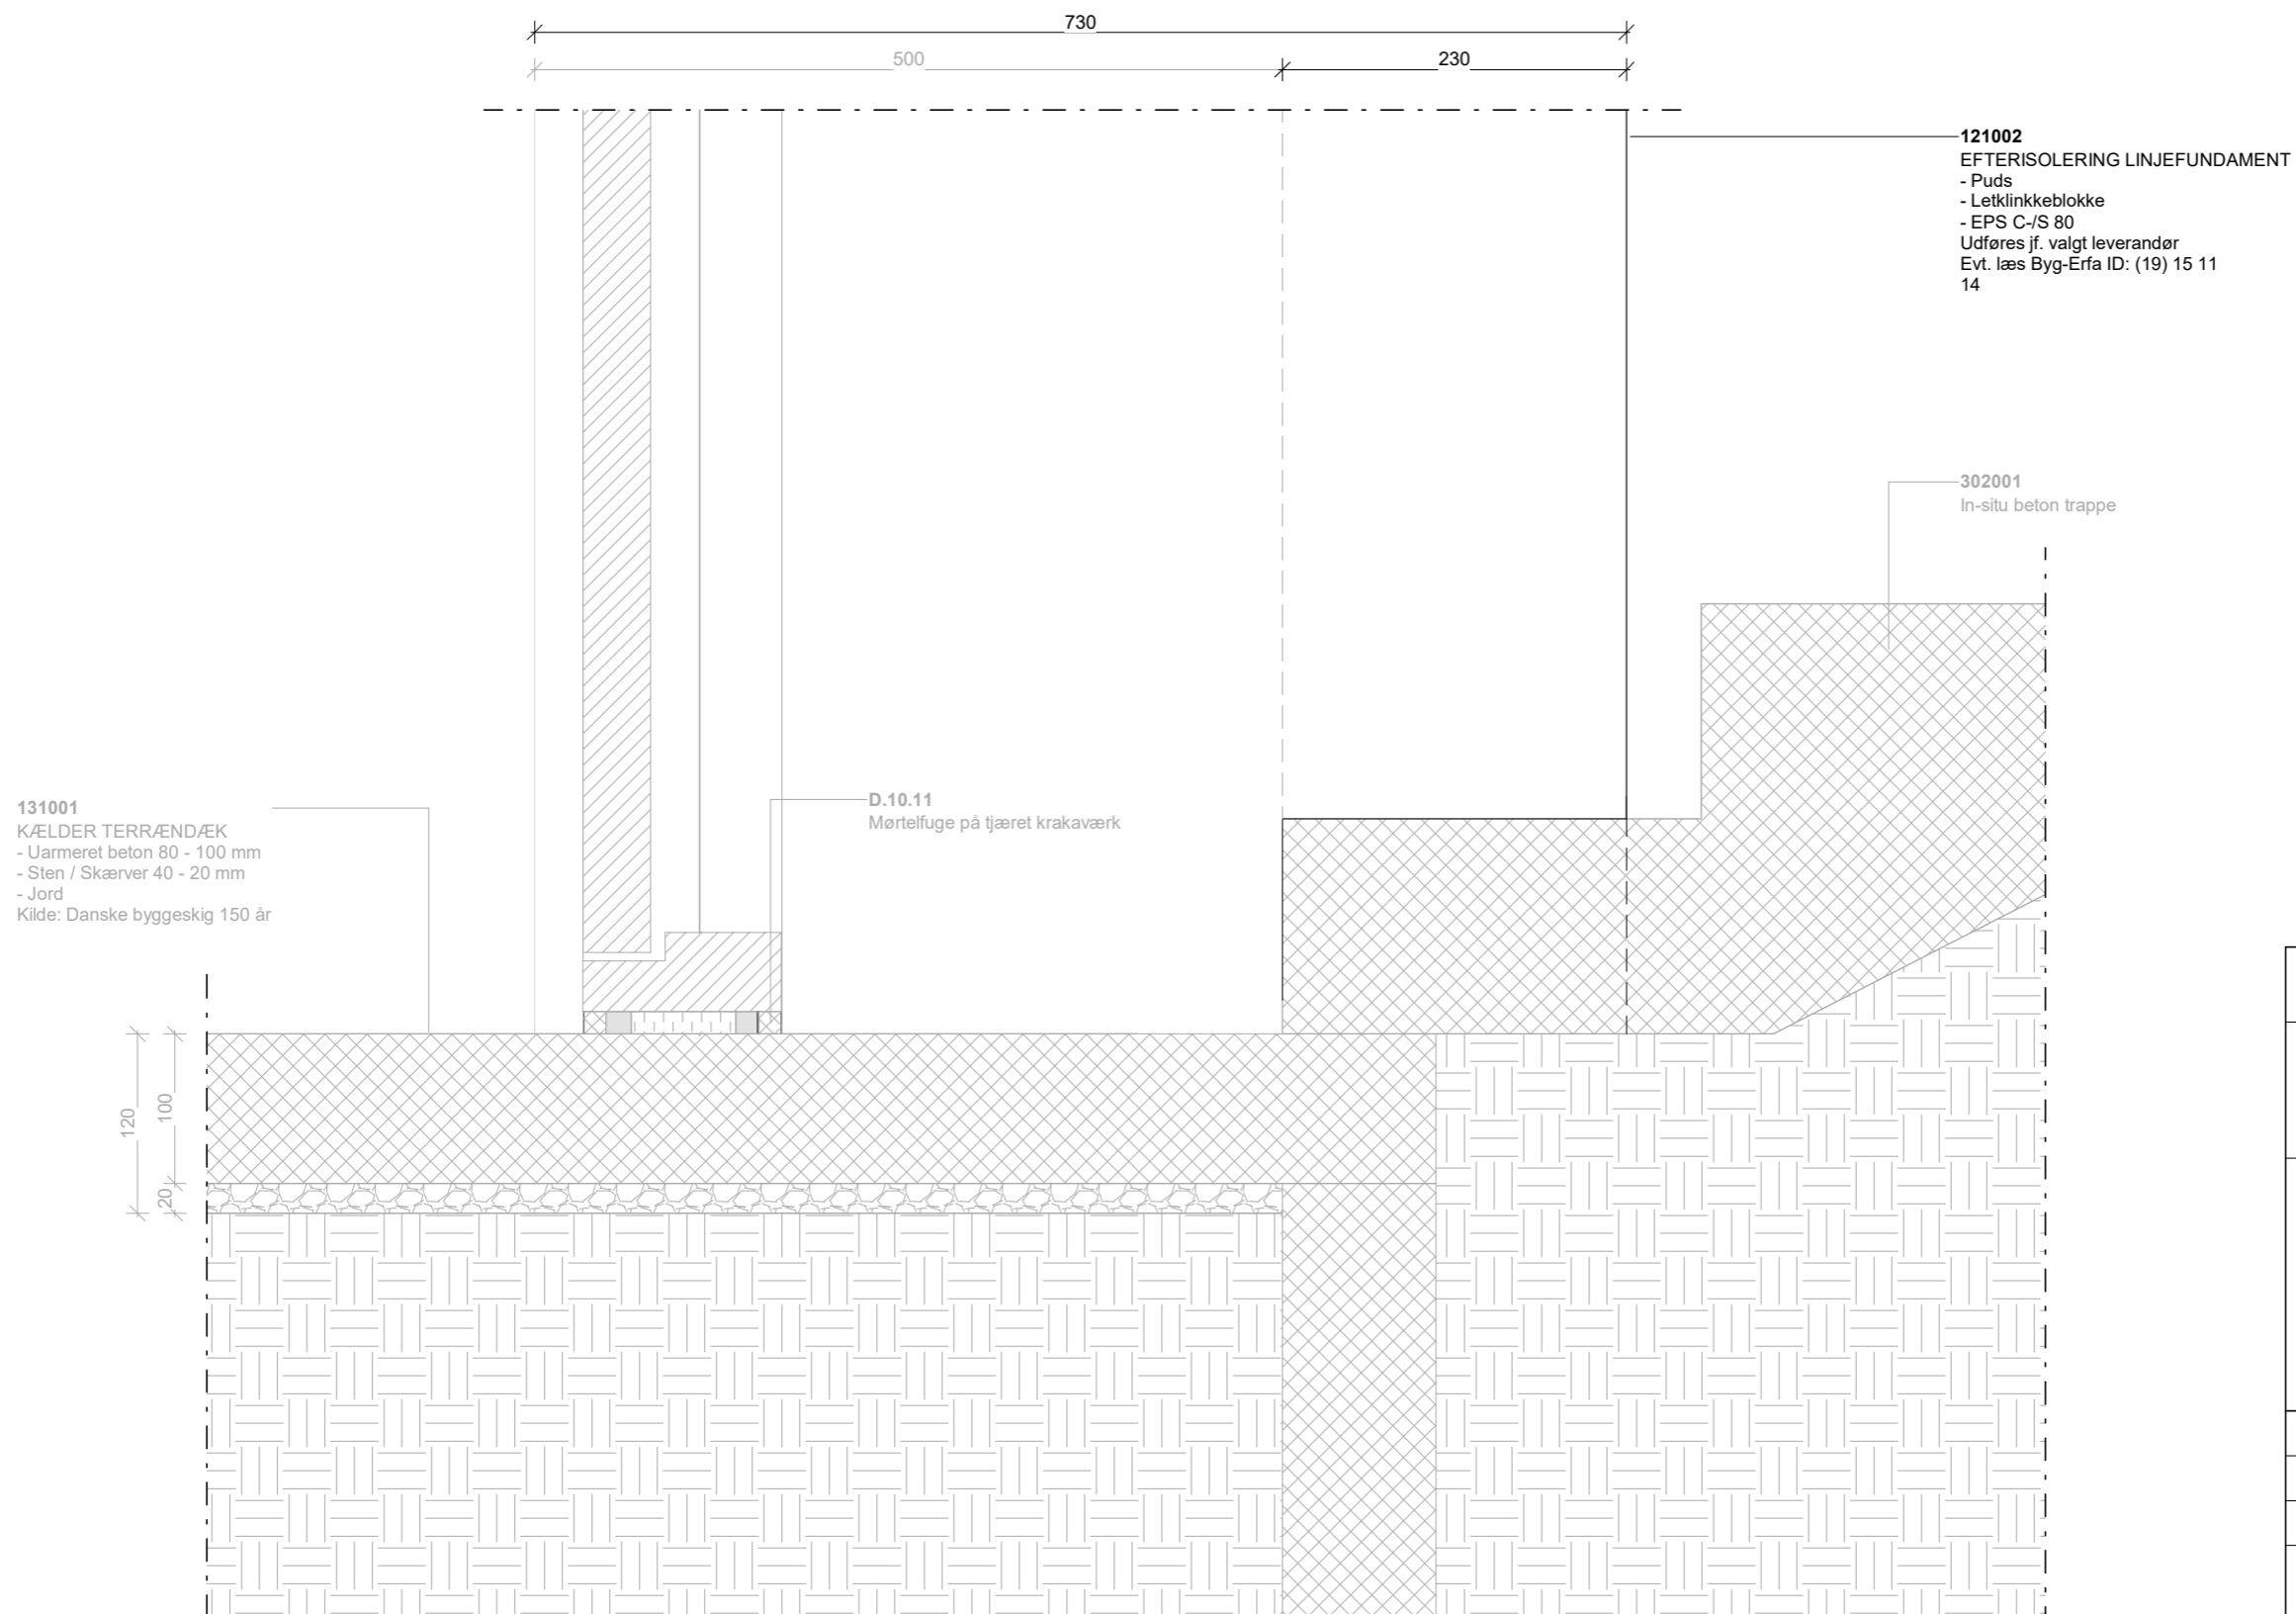 730
500
230
121002
EFTERISOLERING LINJEFUNDAMENT
- Puds
- Letklinkkeblokke
- EPS C-/S 80
Udføres jf. valgt leverandør
Evt. læs Byg-Erfa ID: (19) 15 11
14
302001
In-situ beton trappe
131001
KÆLDER TERRÆNDÆK
- Uarmeret beton 80 - 100 mm
- Sten / Skærver 40 - 20 mm
- Jord
Kilde: Danske byggeskig 150 år
D.10.11
Mørtelfuge på tjæret krakaværk
120
100
20